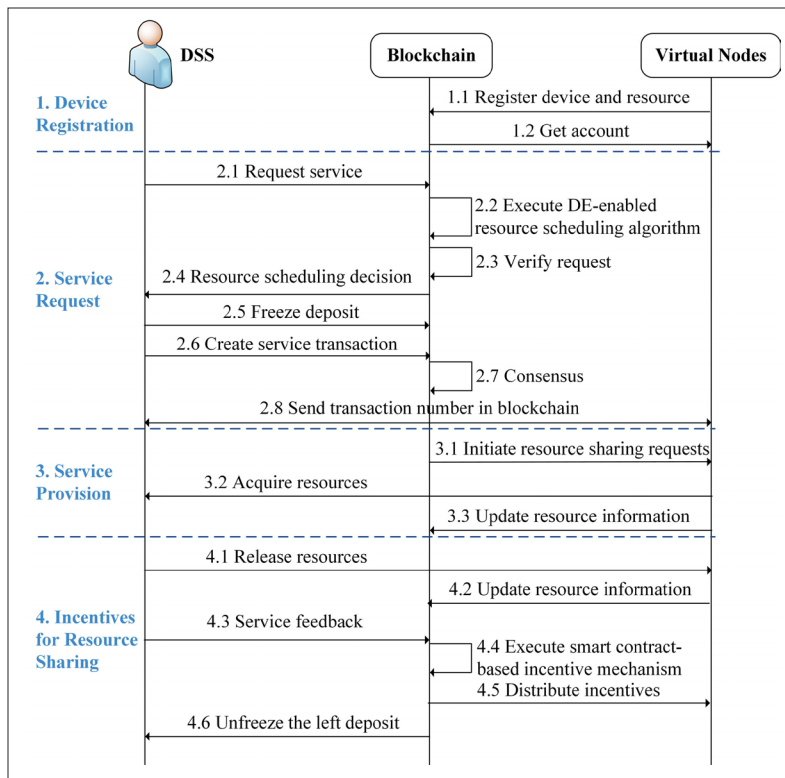 DSS
Blockchain
Virtual Nodes
1. Device
Registration
1.1 Register device and resource
1.2 Get account
2.1 Request service
2.2 Execute DE-enabled
resource scheduling algorithm
2.3 Verify request
2. Service
Request
2.4 Resource scheduling decision
2.5 Freeze deposit
2.6 Create service transaction
2.7 Consensus
2.8 Send transaction number in blockchain
3. Service
Provision
3.1 Initiate resource sharing requests
3.2 Acquire resources
3.3 Update resource information
4.1 Release resources
4.2 Update resource information
4. Incentives
for Resource
Sharing
4.3 Service feedback
4.4 Execute smart contract-
based incentive mechanism
4.5 Distribute incentives
4.6 Unfreeze the left deposit